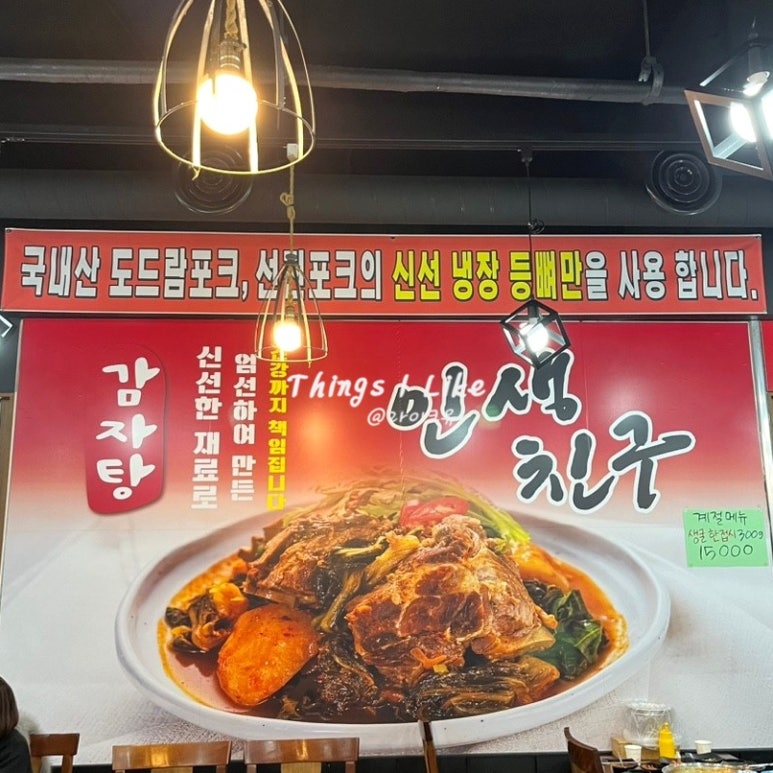 국내산 도드람포크, 선진포크의 신선 냉장 등뼈만을 사용 합니다.
감자탕
신선한 재료로
엄선하여 만든
건강까지 책임집니다
Things I Like
@라이크유
인생
친구
계절메뉴
생굴 한접시 300g
15000